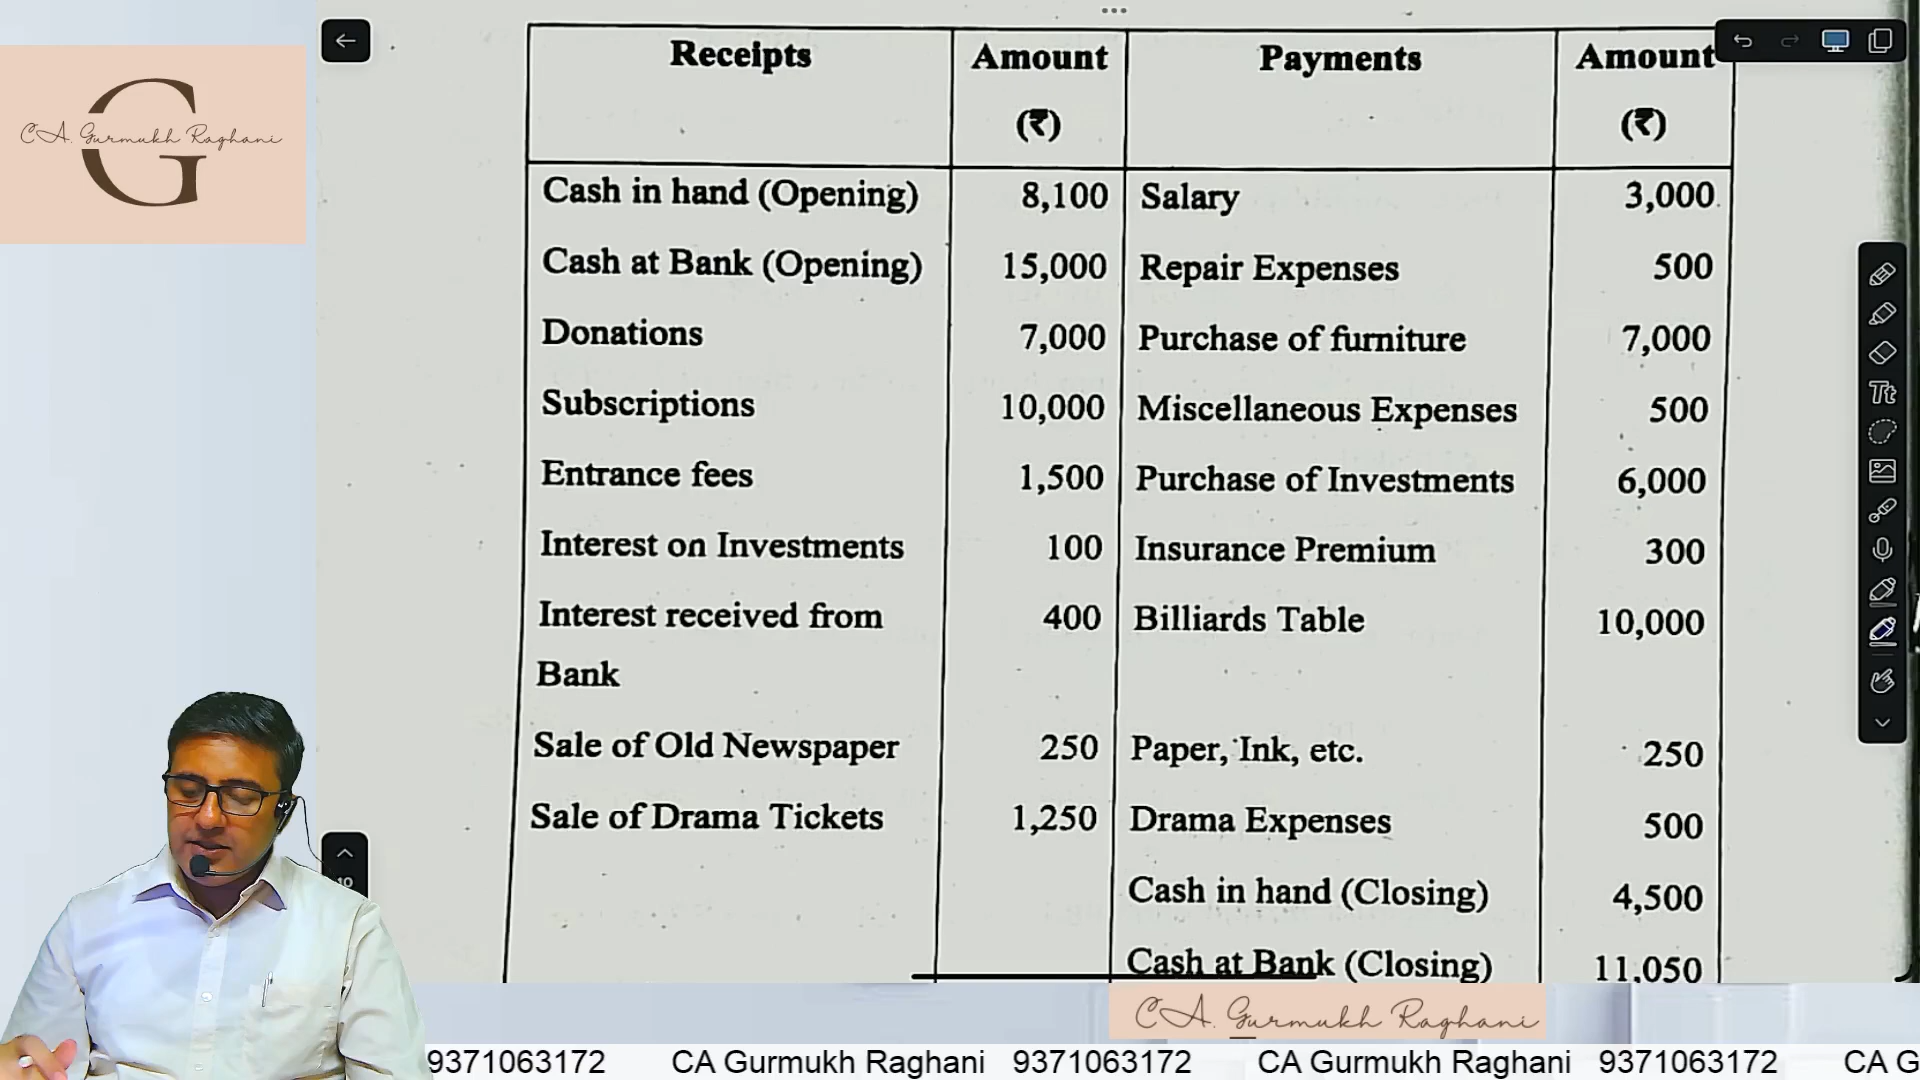 CA. Gurmukh Raghani
G
Receipts Amount (₹) Payments Amount (₹)
Cash in hand (Opening) 8,100 Salary 3,000
Cash at Bank (Opening) 15,000 Repair Expenses 500
Donations 7,000 Purchase of furniture 7,000
Subscriptions 10,000 Miscellaneous Expenses 500
Entrance fees 1,500 Purchase of Investments 6,000
Interest on Investments 100 Insurance Premium 300
Interest received from 400 Billiards Table 10,000
Bank
Sale of Old Newspaper 250 Paper, Ink, etc. 250
Sale of Drama Tickets 1,250 Drama Expenses 500
Cash in hand (Closing) 4,500
Cash at Bank (Closing) 11,050
Tt
10
CA. Gurmukh Raghani
9371063172 CA Gurmukh Raghani 9371063172 CA Gurmukh Raghani 9371063172 CA G